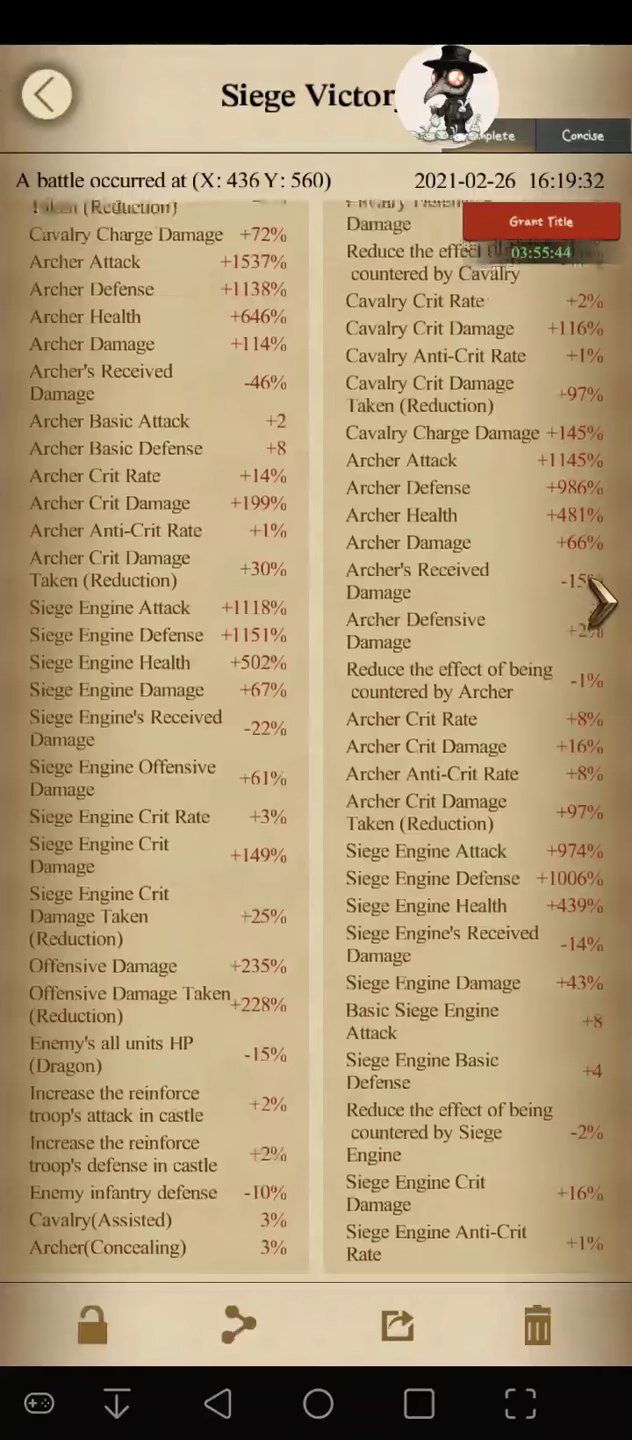 Siege Victor
plete
Concise
A battle occurred at (X: 436 Y: 560)
2021-02-26 16:19:32
Grant Title
03:55:44
Taken (Reduction)
Cavalry Charge Damage +72%
Archer Attack +1537%
Archer Defense +1138%
Archer Health +646%
Archer Damage +114%
Archer's Received
Damage -46%
Archer Basic Attack +2
Archer Basic Defense +8
Archer Crit Rate +14%
Archer Crit Damage +199%
Archer Anti-Crit Rate +1%
Archer Crit Damage
Taken (Reduction) +30%
Siege Engine Attack +1118%
Siege Engine Defense +1151%
Siege Engine Health +502%
Siege Engine Damage +67%
Siege Engine's Received
Damage -22%
Siege Engine Offensive
Damage +61%
Siege Engine Crit Rate +3%
Siege Engine Crit
Damage +149%
Siege Engine Crit
Damage Taken +25%
(Reduction)
Offensive Damage +235%
Offensive Damage Taken +228%
(Reduction)
Enemy's all units HP
(Dragon) -15%
Increase the reinforce
troop's attack in castle +2%
Increase the reinforce
troop's defense in castle +2%
Enemy infantry defense -10%
Cavalry(Assisted) 3%
Archer(Concealing) 3%
Damage
Reduce the effect
countered by Cavalry
Cavalry Crit Rate +2%
Cavalry Crit Damage +116%
Cavalry Anti-Crit Rate +1%
Cavalry Crit Damage
Taken (Reduction) +97%
Cavalry Charge Damage +145%
Archer Attack +1145%
Archer Defense +986%
Archer Health +481%
Archer Damage +66%
Archer's Received
Damage -15%
Archer Defensive
Damage +2%
Reduce the effect of being
countered by Archer -1%
Archer Crit Rate +8%
Archer Crit Damage +16%
Archer Anti-Crit Rate +8%
Archer Crit Damage
Taken (Reduction) +97%
Siege Engine Attack +974%
Siege Engine Defense +1006%
Siege Engine Health +439%
Siege Engine's Received
Damage -14%
Siege Engine Damage +43%
Basic Siege Engine
Attack +8
Siege Engine Basic
Defense +4
Reduce the effect of being
countered by Siege -2%
Engine
Siege Engine Crit
Damage +16%
Siege Engine Anti-Crit
Rate +1%